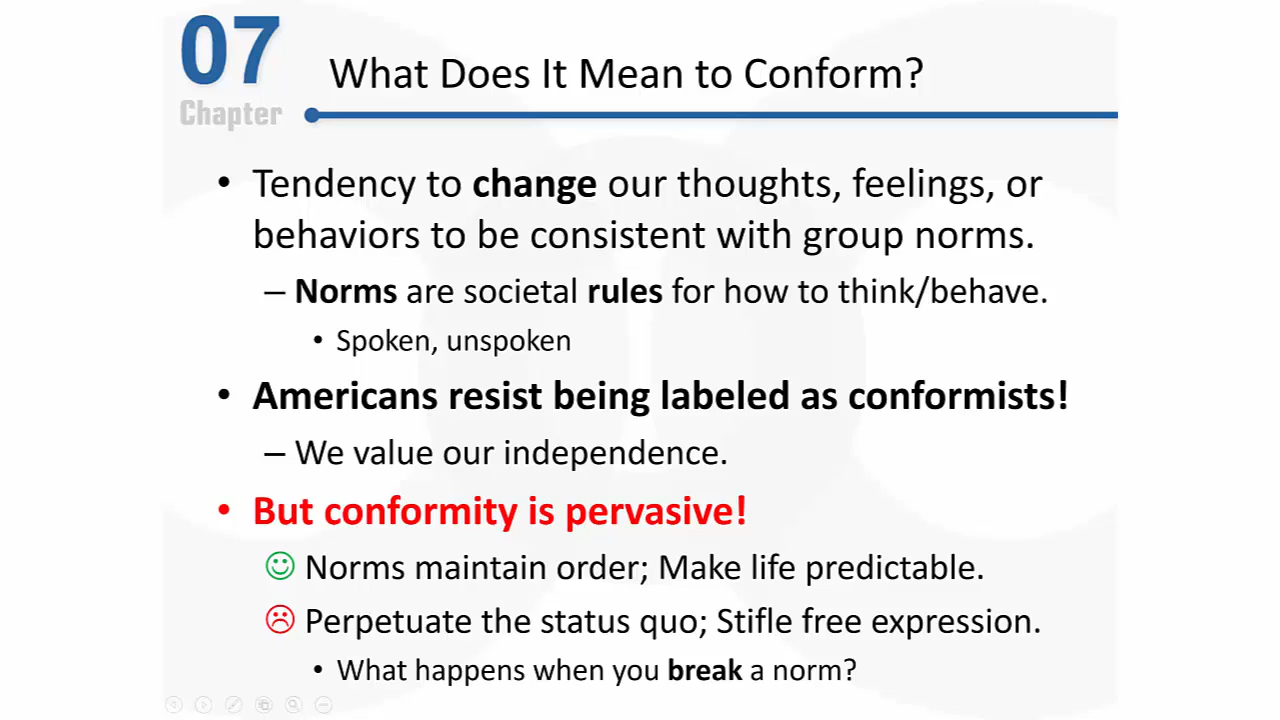 07
Chapter
What Does It Mean to Conform?
• Tendency to change our thoughts, feelings, or
behaviors to be consistent with group norms.
– Norms are societal rules for how to think/behave.
• Spoken, unspoken
• Americans resist being labeled as conformists!
– We value our independence.
• But conformity is pervasive!
☺ Norms maintain order; Make life predictable.
☹ Perpetuate the status quo; Stifle free expression.
• What happens when you break a norm?